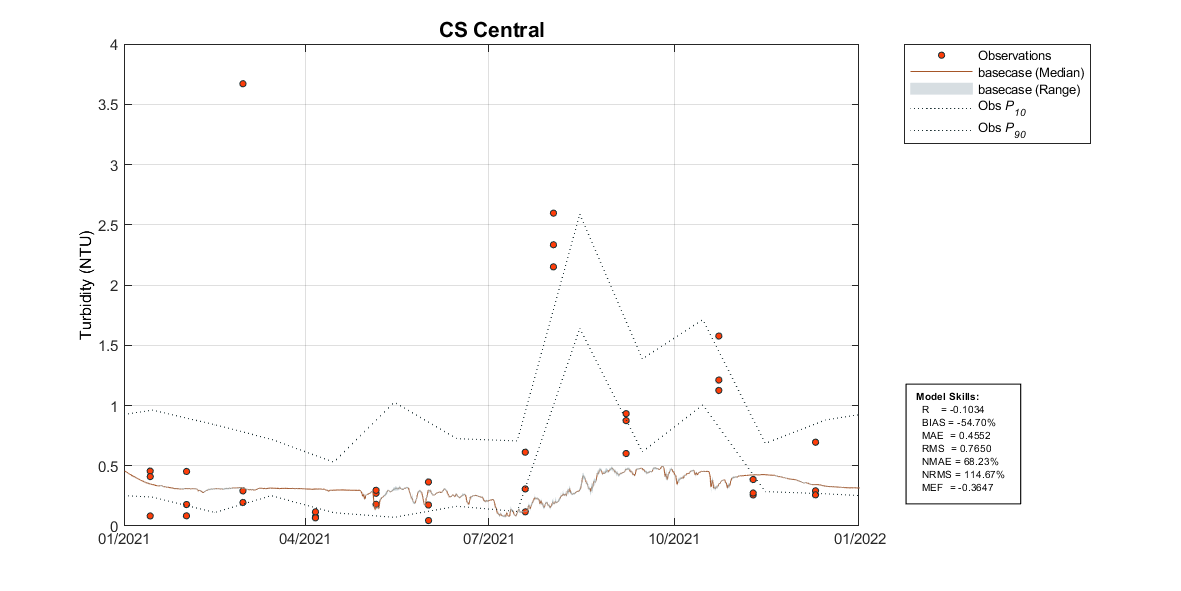 CS Central
4
3.5
3
2.5
2
1.5
1
0.5
0
Turbidity (NTU)
01/2021
04/2021
07/2021
10/2021
01/2022
Observations
basecase (Median)
basecase (Range)
Obs P10
Obs P90
Model Skills:
R = -0.1034
BIAS = -54.70%
MAE = 0.4552
RMS = 0.7650
NMAE = 68.23%
NRMS = 114.67%
MEF = -0.3647